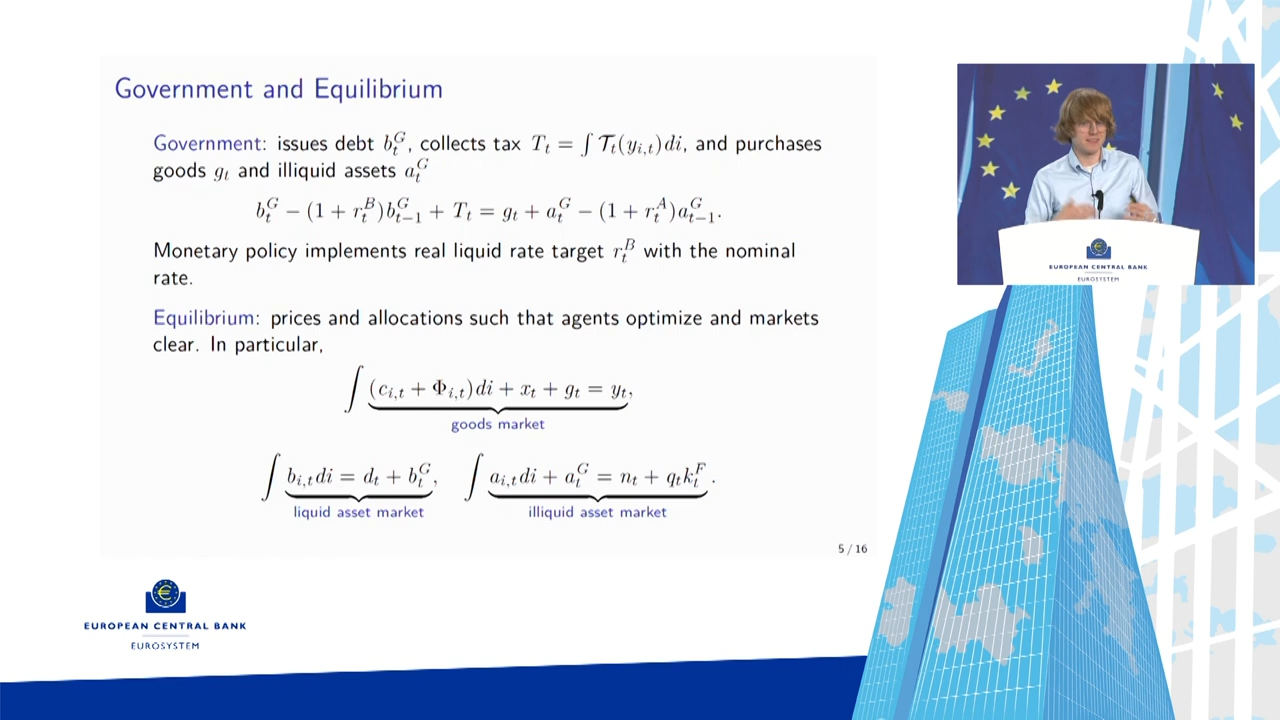 Government and Equilibrium
Government: issues debt b_t^G, collects tax T_t = ∫ 𝒯_t(y_{i,t})di, and purchases
goods g_t and illiquid assets a_t^G
b_t^G − (1 + r_t^B)b_{t−1}^G + T_t = g_t + a_t^G − (1 + r_t^A)a_{t−1}^G.
Monetary policy implements real liquid rate target r_t^B with the nominal
rate.
Equilibrium: prices and allocations such that agents optimize and markets
clear. In particular,
∫ (c_{i,t} + Φ_{i,t})di + x_t + g_t = y_t,
goods market
∫ b_{i,t}di = d_t + b_t^G, ∫ a_{i,t}di + a_t^G = n_t + q_t k_t^F.
liquid asset market illiquid asset market
5 / 16
EUROPEAN CENTRAL BANK
EUROSYSTEM
EUROPEAN CENTRAL BANK
EUROSYSTEM